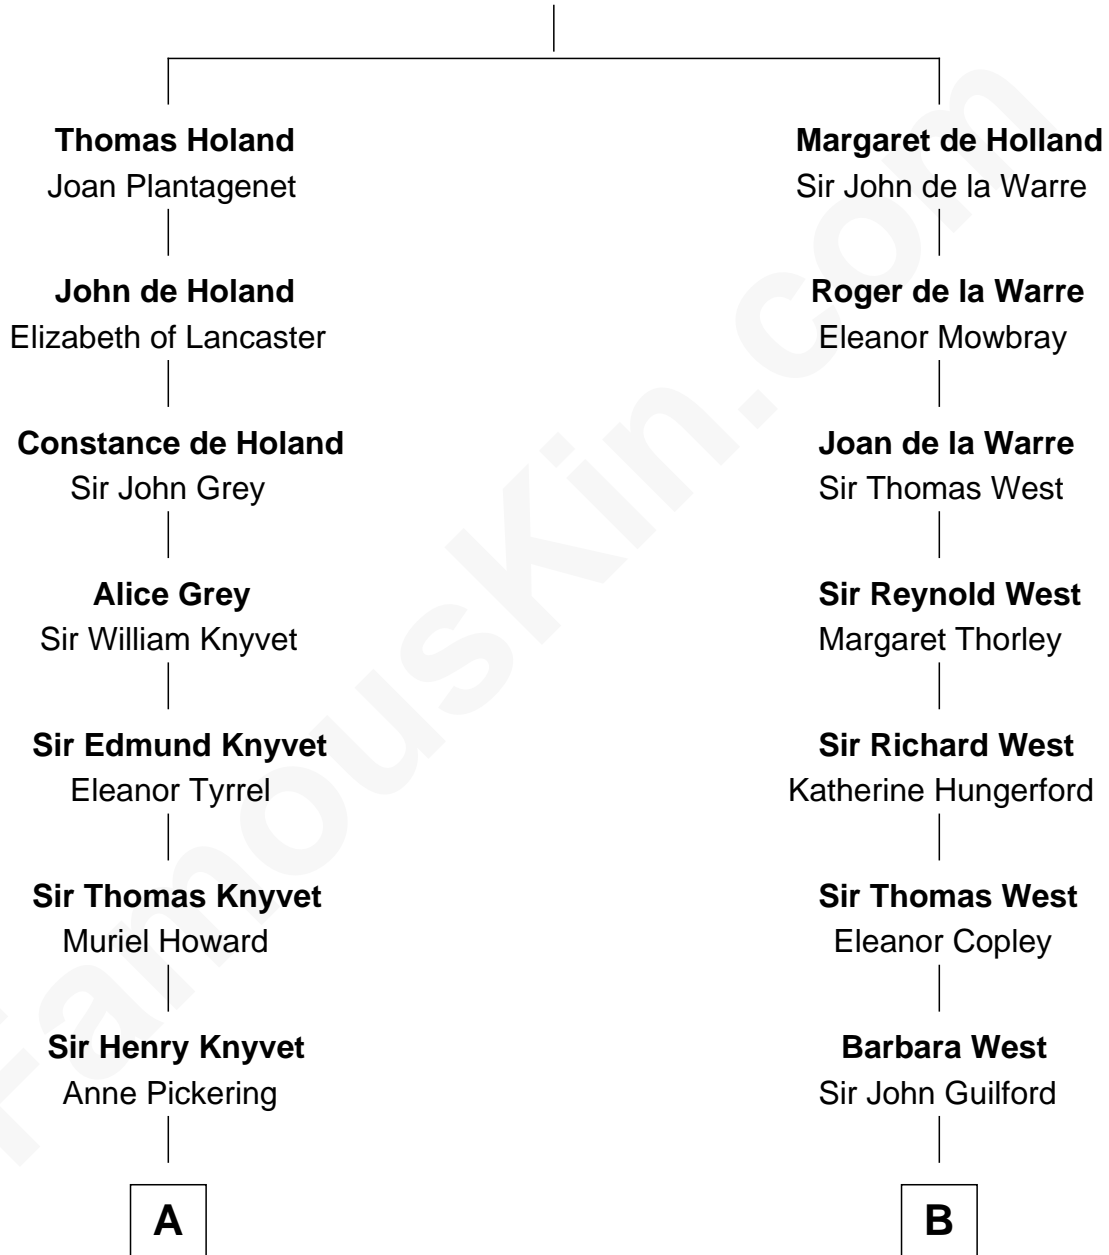 Thomas Holand
Joan Plantagenet
John de Holand
Elizabeth of Lancaster
Constance de Holand
Sir John Grey
Alice Grey
Sir William Knyvet
Sir Edmund Knyvet
Eleanor Tyrrel
Sir Thomas Knyvet
Muriel Howard
Sir Henry Knyvet
Anne Pickering
A
Margaret de Holland
Sir John de la Warre
Roger de la Warre
Eleanor Mowbray
Joan de la Warre
Sir Thomas West
Sir Reynold West
Margaret Thorley
Sir Richard West
Katherine Hungerford
Sir Thomas West
Eleanor Copley
Barbara West
Sir John Guilford
B
FamousKin.com